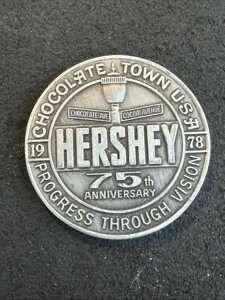 CHOCOLATE TOWN U.S.A
CHOCOLATE AVE
COCOA AVENUE
HERSHEY
19 78
75th
ANNIVERSARY
PROGRESS THROUGH VISION